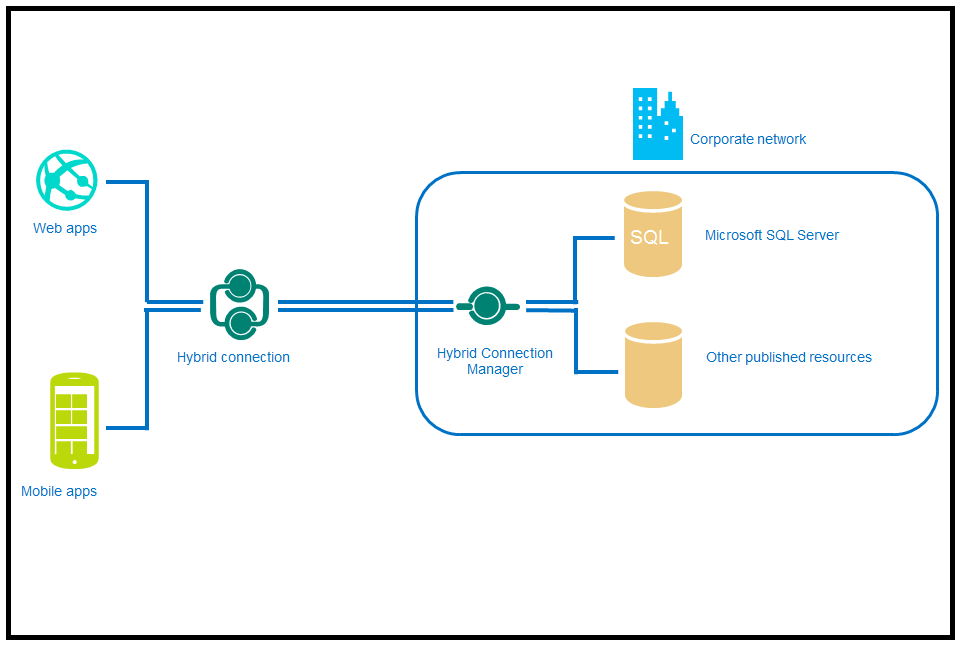 Corporate network
Web apps
SQL
Microsoft SQL Server
Hybrid connection
Hybrid Connection
Manager
Other published resources
Mobile apps